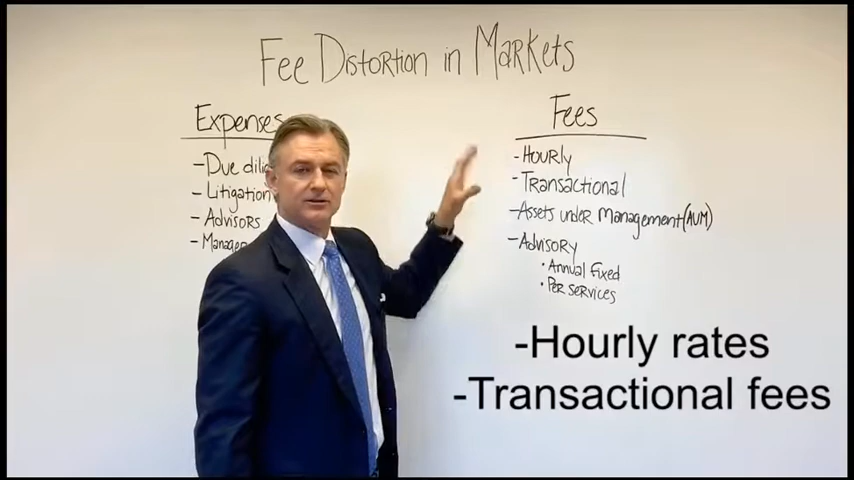 Fee Distortion in Markets
Expenses
- Due
- Litigation
- Advisors
-
Fees
- Hourly
- Transactional
- Assets under Management (AUM)
- Advisory
• Annual Fixed
• Per services
-Hourly rates
-Transactional fees